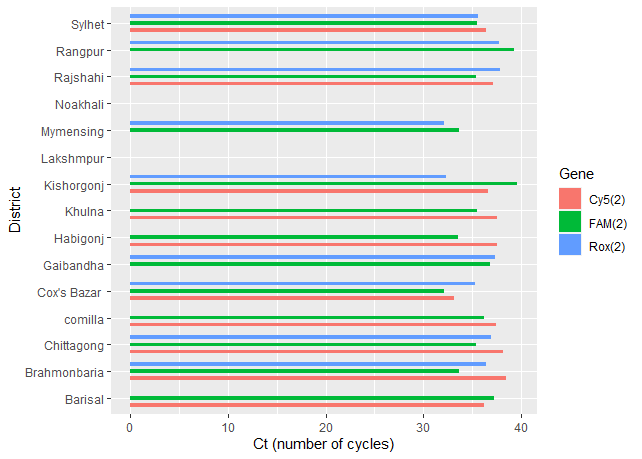 Sylhet
Rangpur
Rajshahi
Noakhali
Mymensing
Lakshmpur
Kishorgonj
Khulna
Habigonj
Gaibandha
Cox's Bazar
comilla
Chittagong
Brahmonbaria
Barisal
District
0 10 20 30 40
Ct (number of cycles)
Gene
Cy5(2)
FAM(2)
Rox(2)